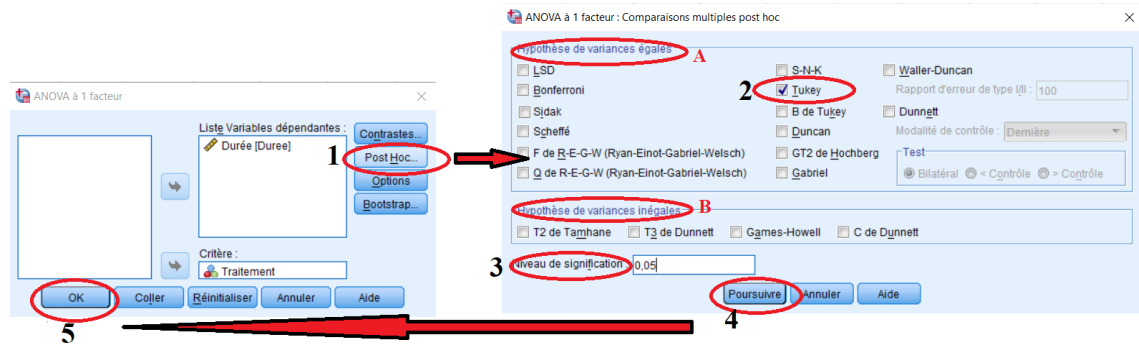 ANOVA à 1 facteur
Liste Variables dépendantes :
Durée [Duree]
Critère :
Traitement
Contrastes...
1 Post Hoc...
Options
Bootstrap...
OK Coller Réinitialiser Annuler Aide
5
ANOVA à 1 facteur : Comparaisons multiples post hoc
Hypothèse de variances égales A
LSD S-N-K Waller-Duncan
Bonferroni 2 Tukey Rapport d'erreur de type I/II : 100
Sidak B de Tukey Dunnett
Scheffé Duncan Modalité de contrôle : Dernière
F de R-E-G-W (Ryan-Einot-Gabriel-Welsch) GT2 de Hochberg Test
Q de R-E-G-W (Ryan-Einot-Gabriel-Welsch) Gabriel Bilatéral < Contrôle > Contrôle
Hypothèse de variances inégales B
T2 de Tamhane T3 de Dunnett Games-Howell C de Dunnett
3 Niveau de signification : 0,05
Poursuivre Annuler Aide
4